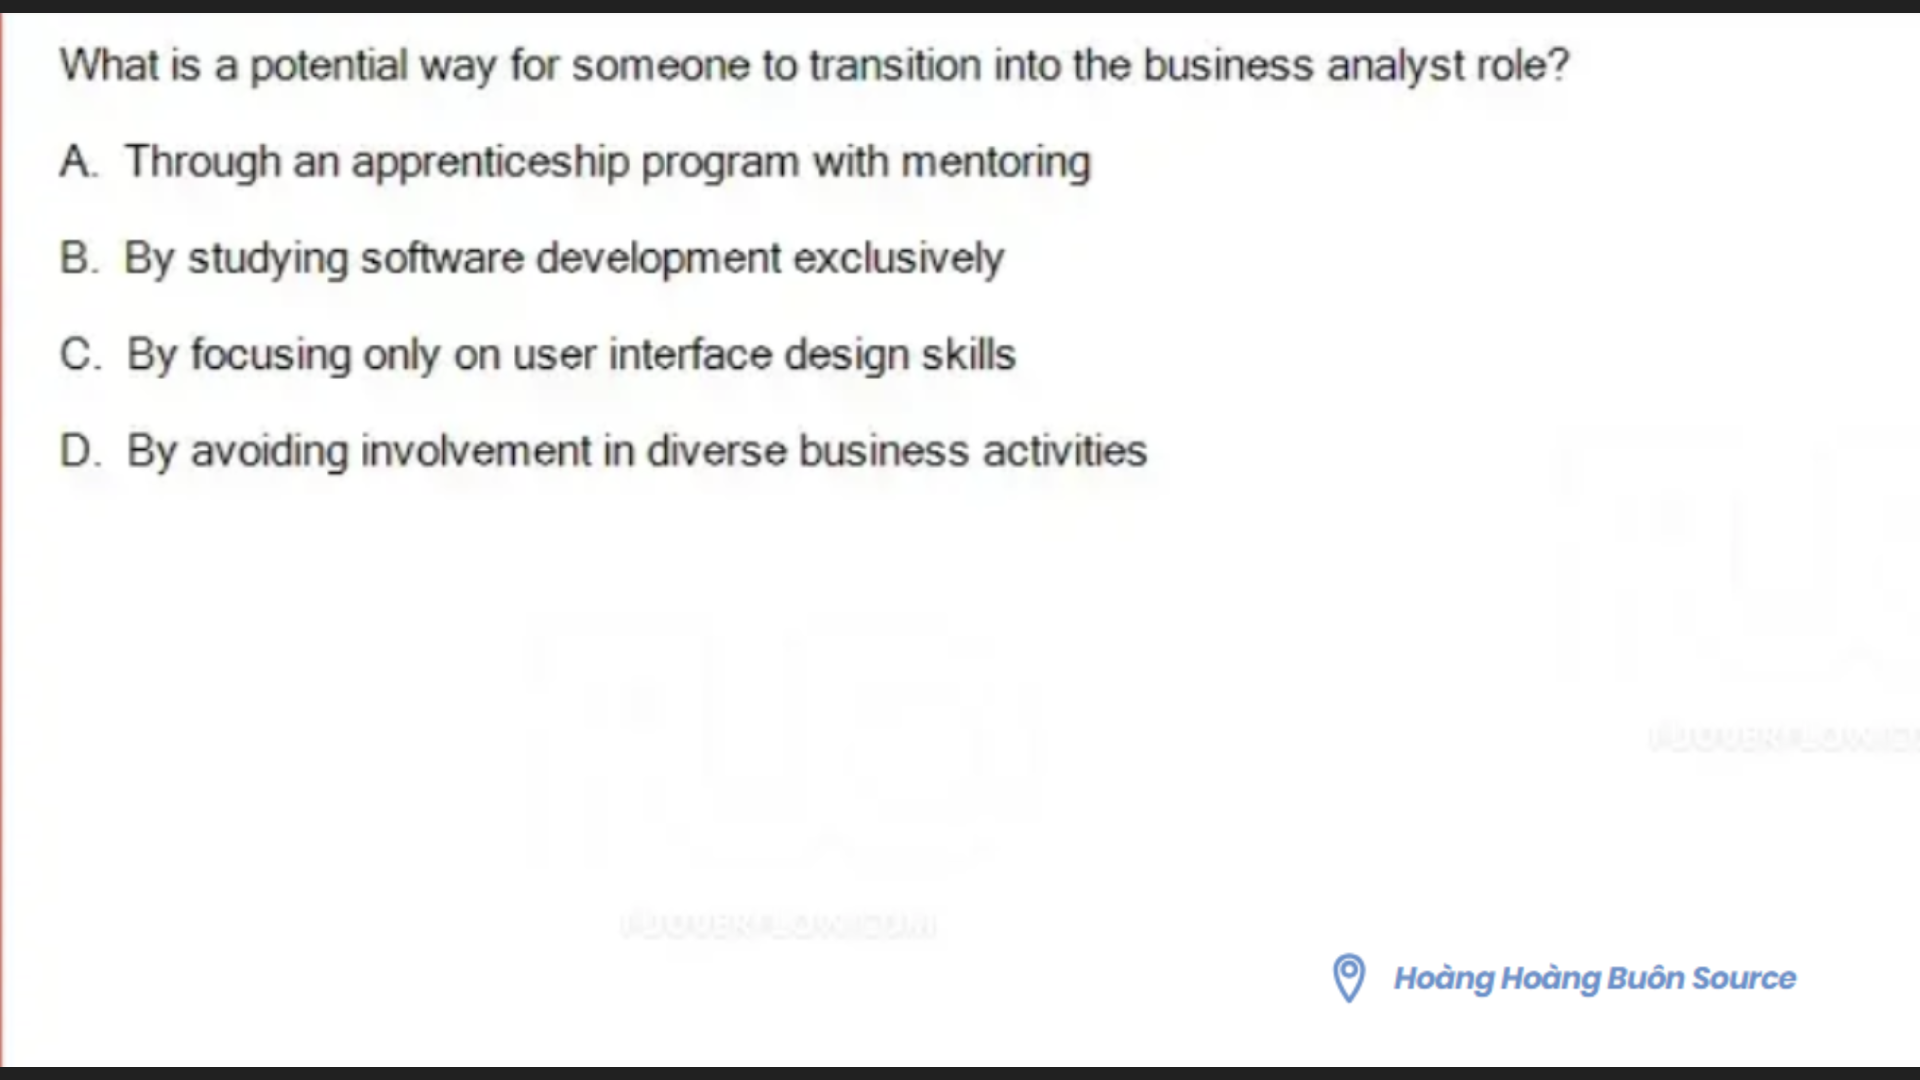 What is a potential way for someone to transition into the business analyst role?
A. Through an apprenticeship program with mentoring
B. By studying software development exclusively
C. By focusing only on user interface design skills
D. By avoiding involvement in diverse business activities
Hoàng Hoàng Buôn Source